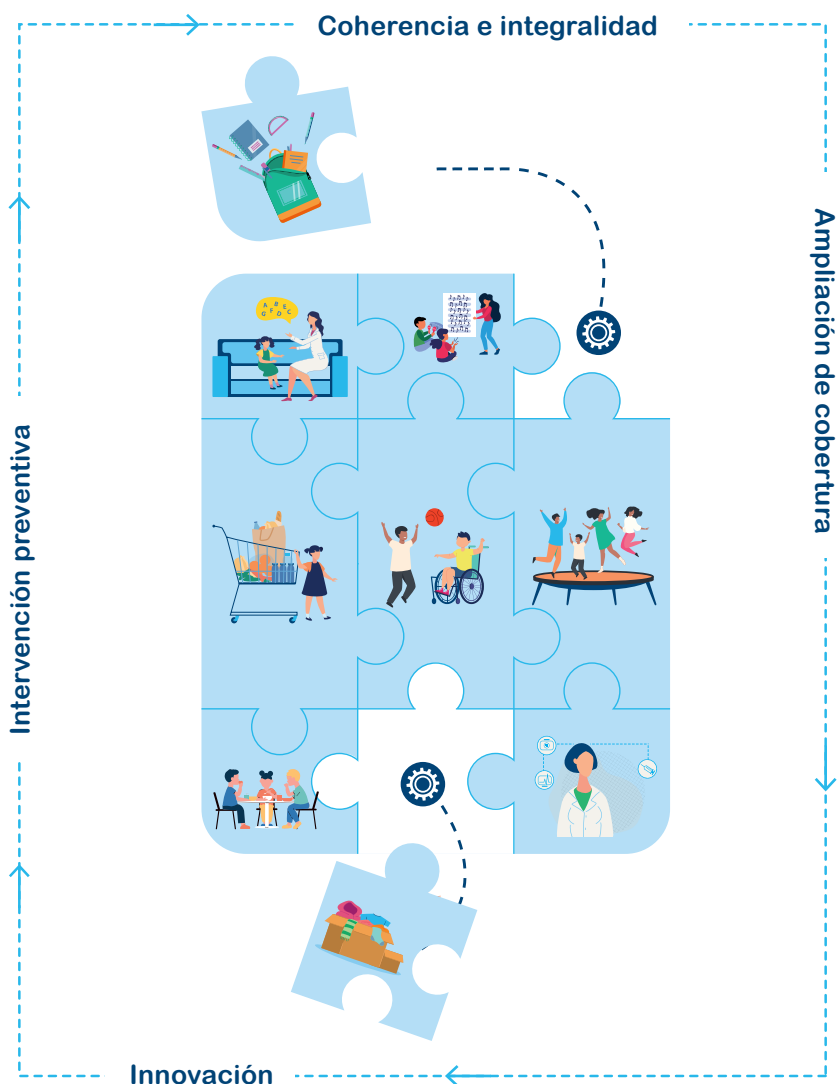 Coherencia e integralidad
Ampliación de cobertura
Intervención preventiva
A B E
G F D C
Innovación